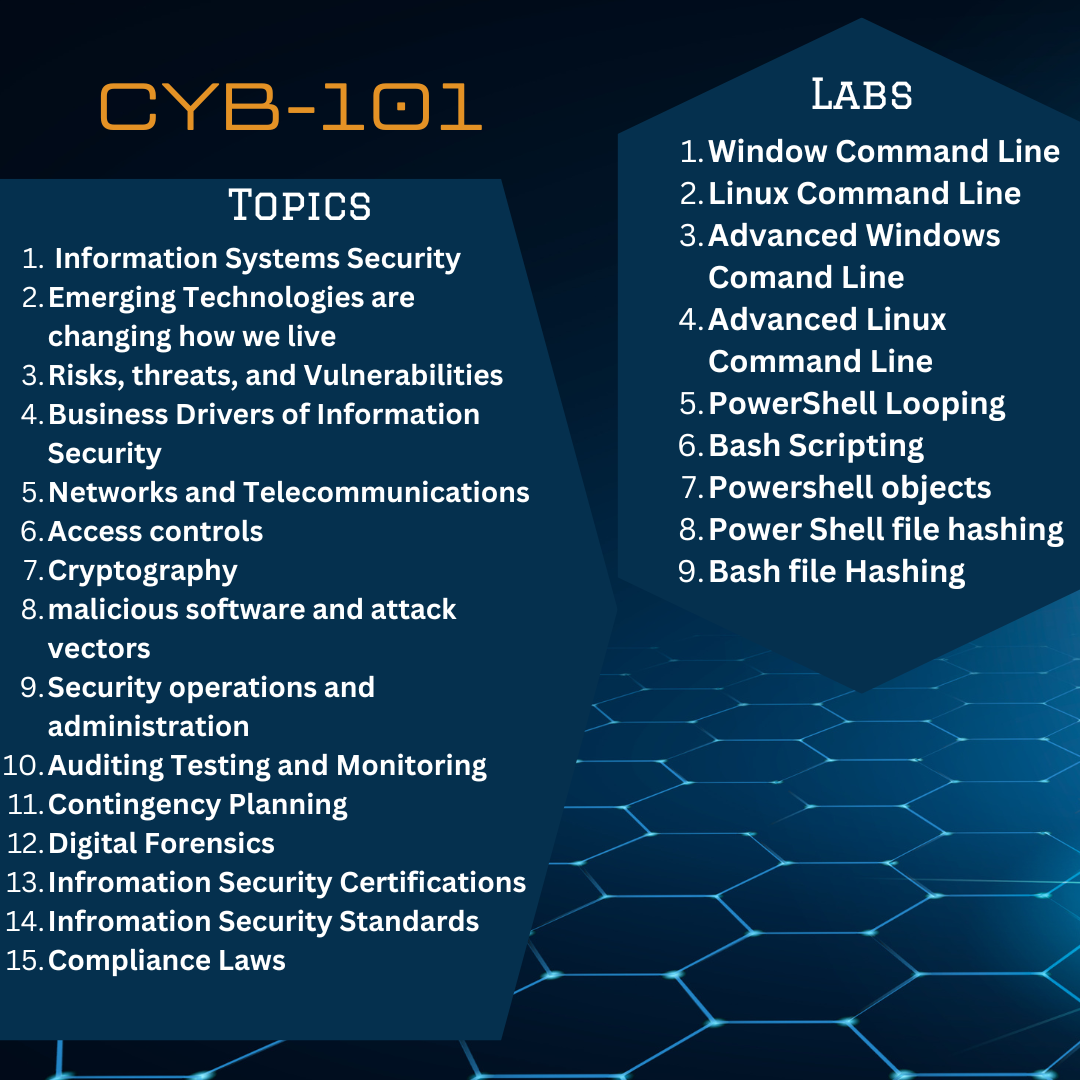 CYB-101
Topics
1. Information Systems Security
2. Emerging Technologies are
changing how we live
3. Risks, threats, and Vulnerabilities
4. Business Drivers of Information
Security
5. Networks and Telecommunications
6. Access controls
7. Cryptography
8. malicious software and attack
vectors
9. Security operations and
administration
10. Auditing Testing and Monitoring
11. Contingency Planning
12. Digital Forensics
13. Infromation Security Certifications
14. Infromation Security Standards
15. Compliance Laws
Labs
1. Window Command Line
2. Linux Command Line
3. Advanced Windows
Comand Line
4. Advanced Linux
Command Line
5. PowerShell Looping
6. Bash Scripting
7. Powershell objects
8. Power Shell file hashing
9. Bash file Hashing